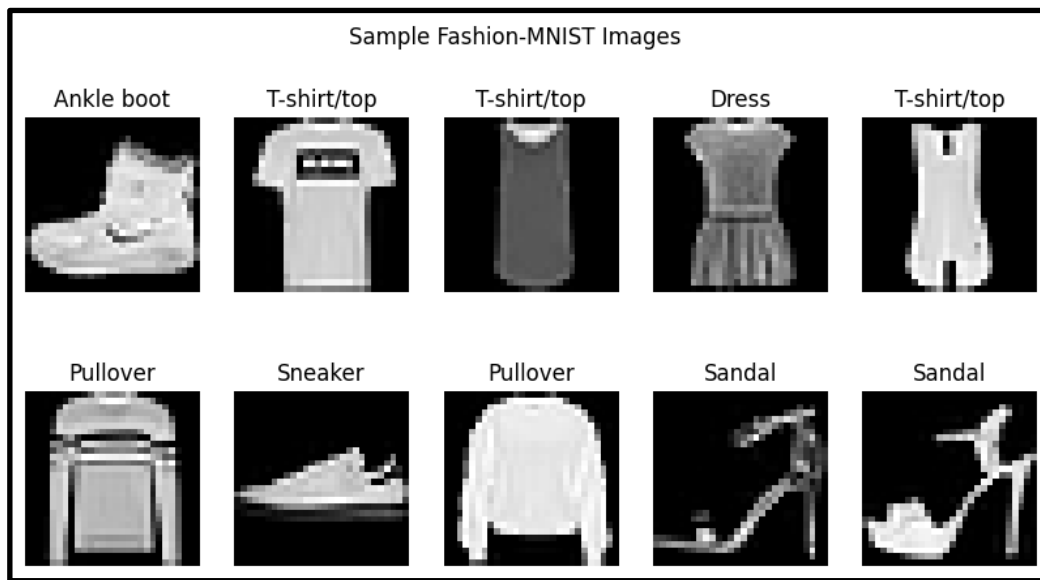 Sample Fashion-MNIST Images
Ankle boot T-shirt/top T-shirt/top Dress T-shirt/top
Pullover Sneaker Pullover Sandal Sandal